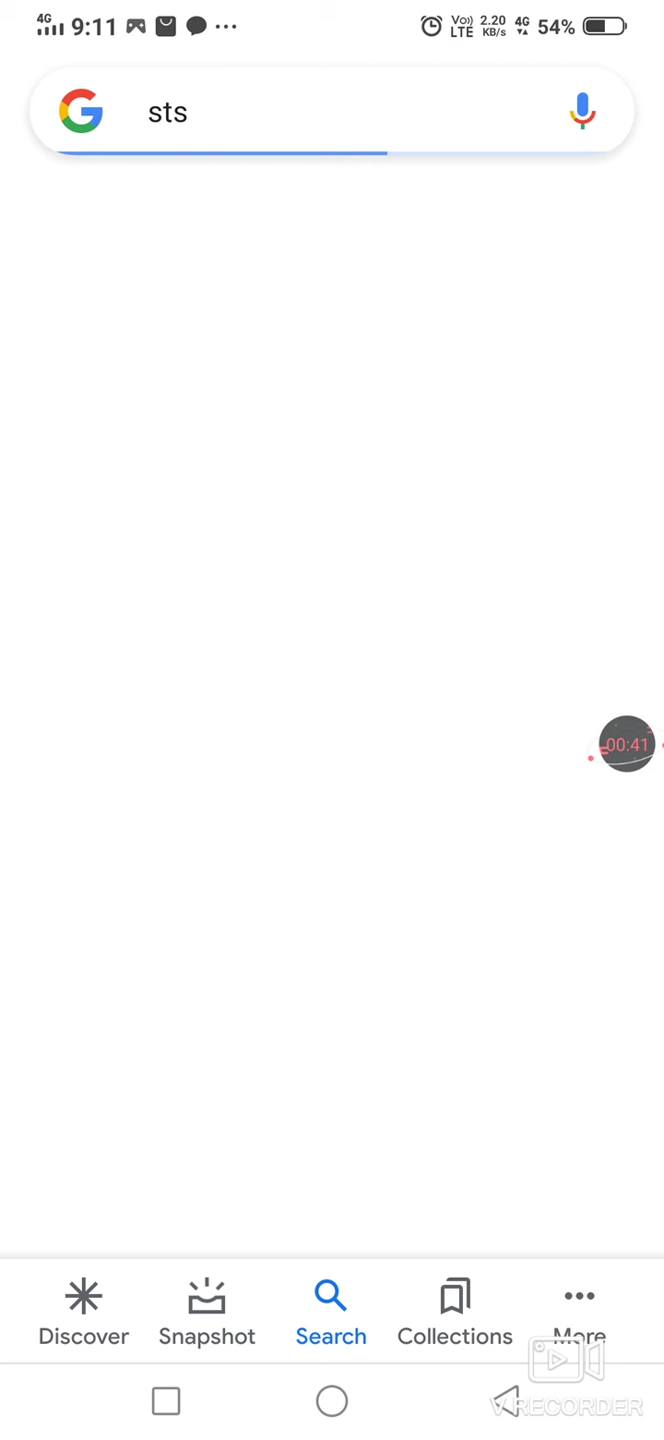 4G 9:11 ... Vo)) LTE 2.20 KB/s 4G 54%
G sts
00:41
Discover Snapshot Search Collections More
V RECORDER